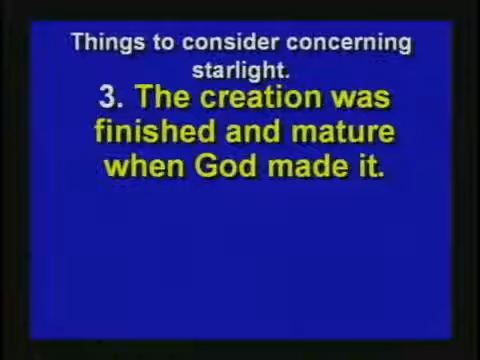 Things to consider concerning
starlight.
3. The creation was
finished and mature
when God made it.